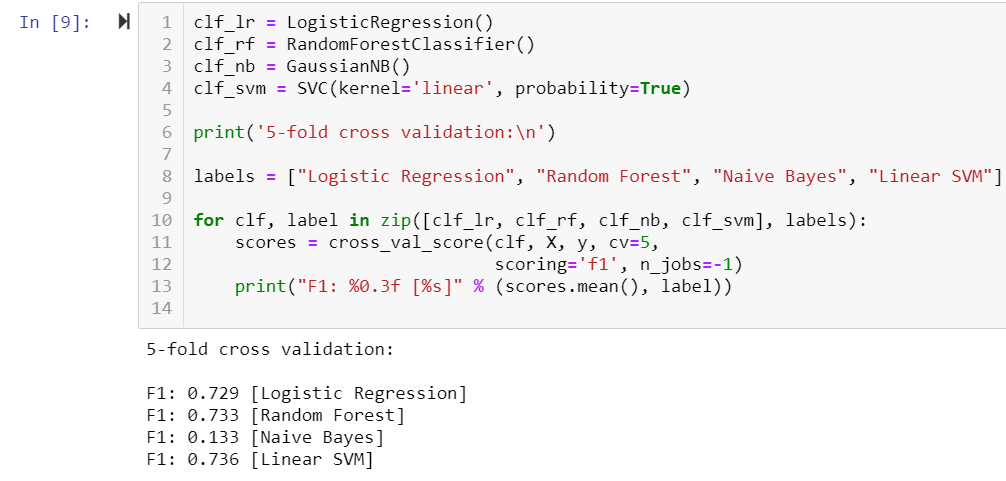 In [9]:
1 clf_lr = LogisticRegression()
2 clf_rf = RandomForestClassifier()
3 clf_nb = GaussianNB()
4 clf_svm = SVC(kernel='linear', probability=True)
5
6 print('5-fold cross validation:\n')
7
8 labels = ["Logistic Regression", "Random Forest", "Naive Bayes", "Linear SVM"]
9
10 for clf, label in zip([clf_lr, clf_rf, clf_nb, clf_svm], labels):
11     scores = cross_val_score(clf, X, y, cv=5,
12                              scoring='f1', n_jobs=-1)
13     print("F1: %0.3f [%s]" % (scores.mean(), label))
14
5-fold cross validation:
F1: 0.729 [Logistic Regression]
F1: 0.733 [Random Forest]
F1: 0.133 [Naive Bayes]
F1: 0.736 [Linear SVM]